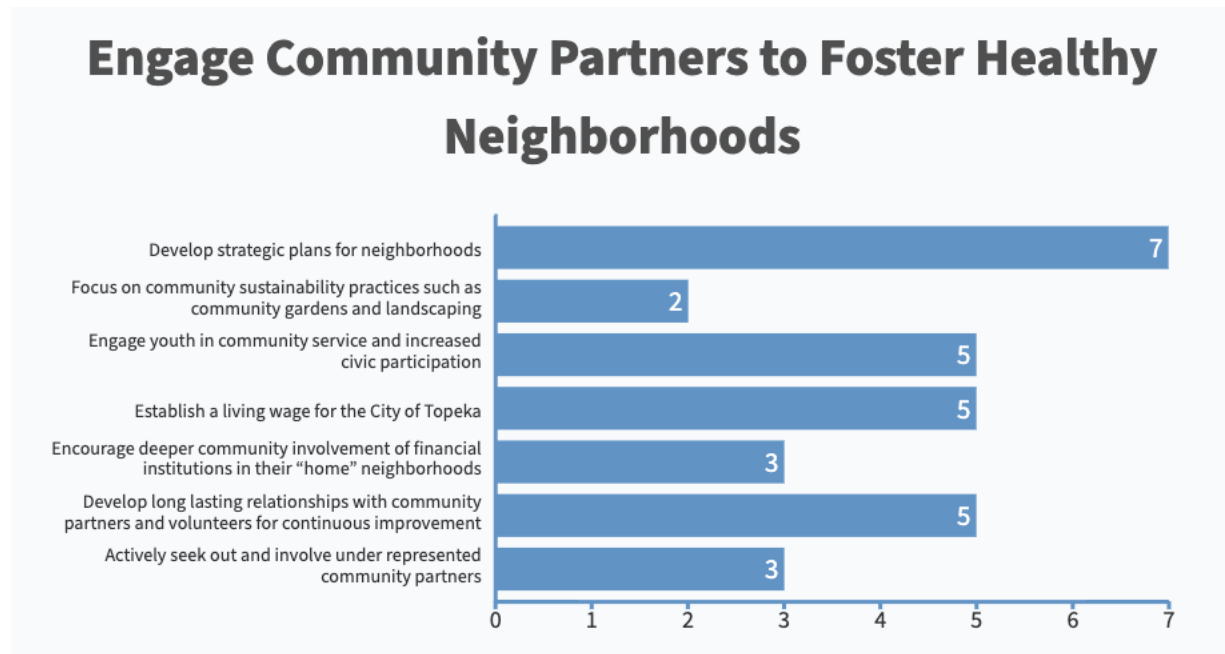 Engage Community Partners to Foster Healthy
Neighborhoods
Develop strategic plans for neighborhoods
7
Focus on community sustainability practices such as
community gardens and landscaping
2
Engage youth in community service and increased
civic participation
5
Establish a living wage for the City of Topeka
5
Encourage deeper community involvement of financial
institutions in their “home” neighborhoods
3
Develop long lasting relationships with community
partners and volunteers for continuous improvement
5
Actively seek out and involve under represented
community partners
3
0 1 2 3 4 5 6 7